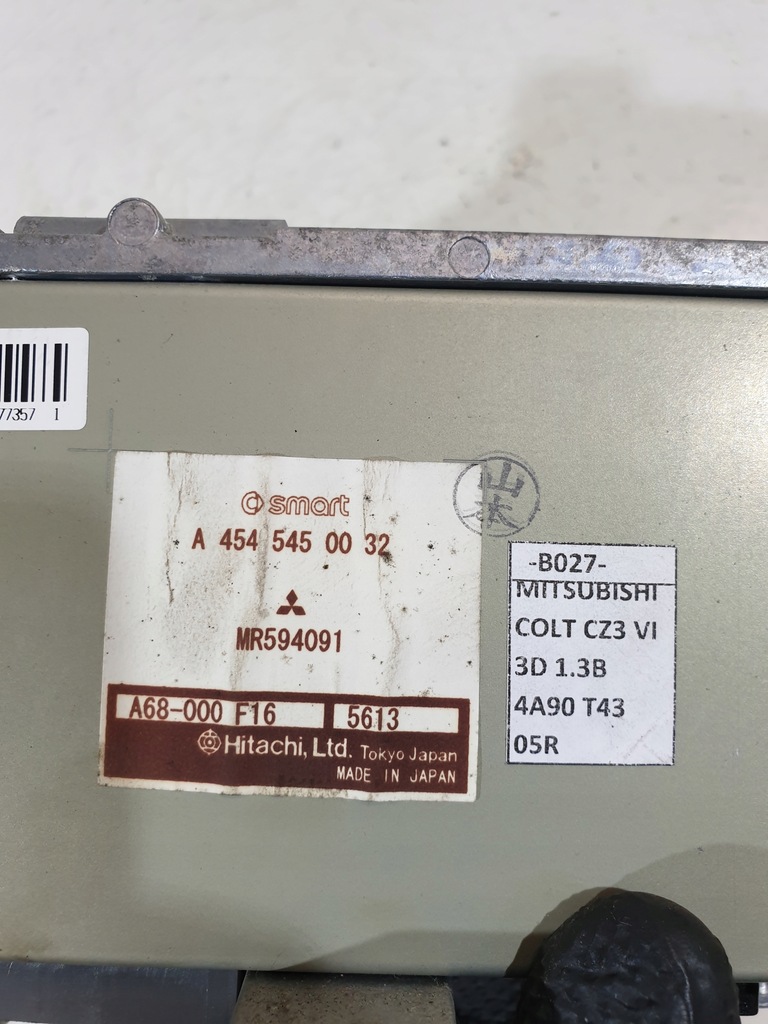 77357 1
smart
A 454 545 00 32
MR594091
A68-000 F16 5613
Hitachi, Ltd. Tokyo Japan
MADE IN JAPAN
山本
-B027-
MITSUBISHI
COLT CZ3 VI
3D 1.3B
4A90 T43
05R